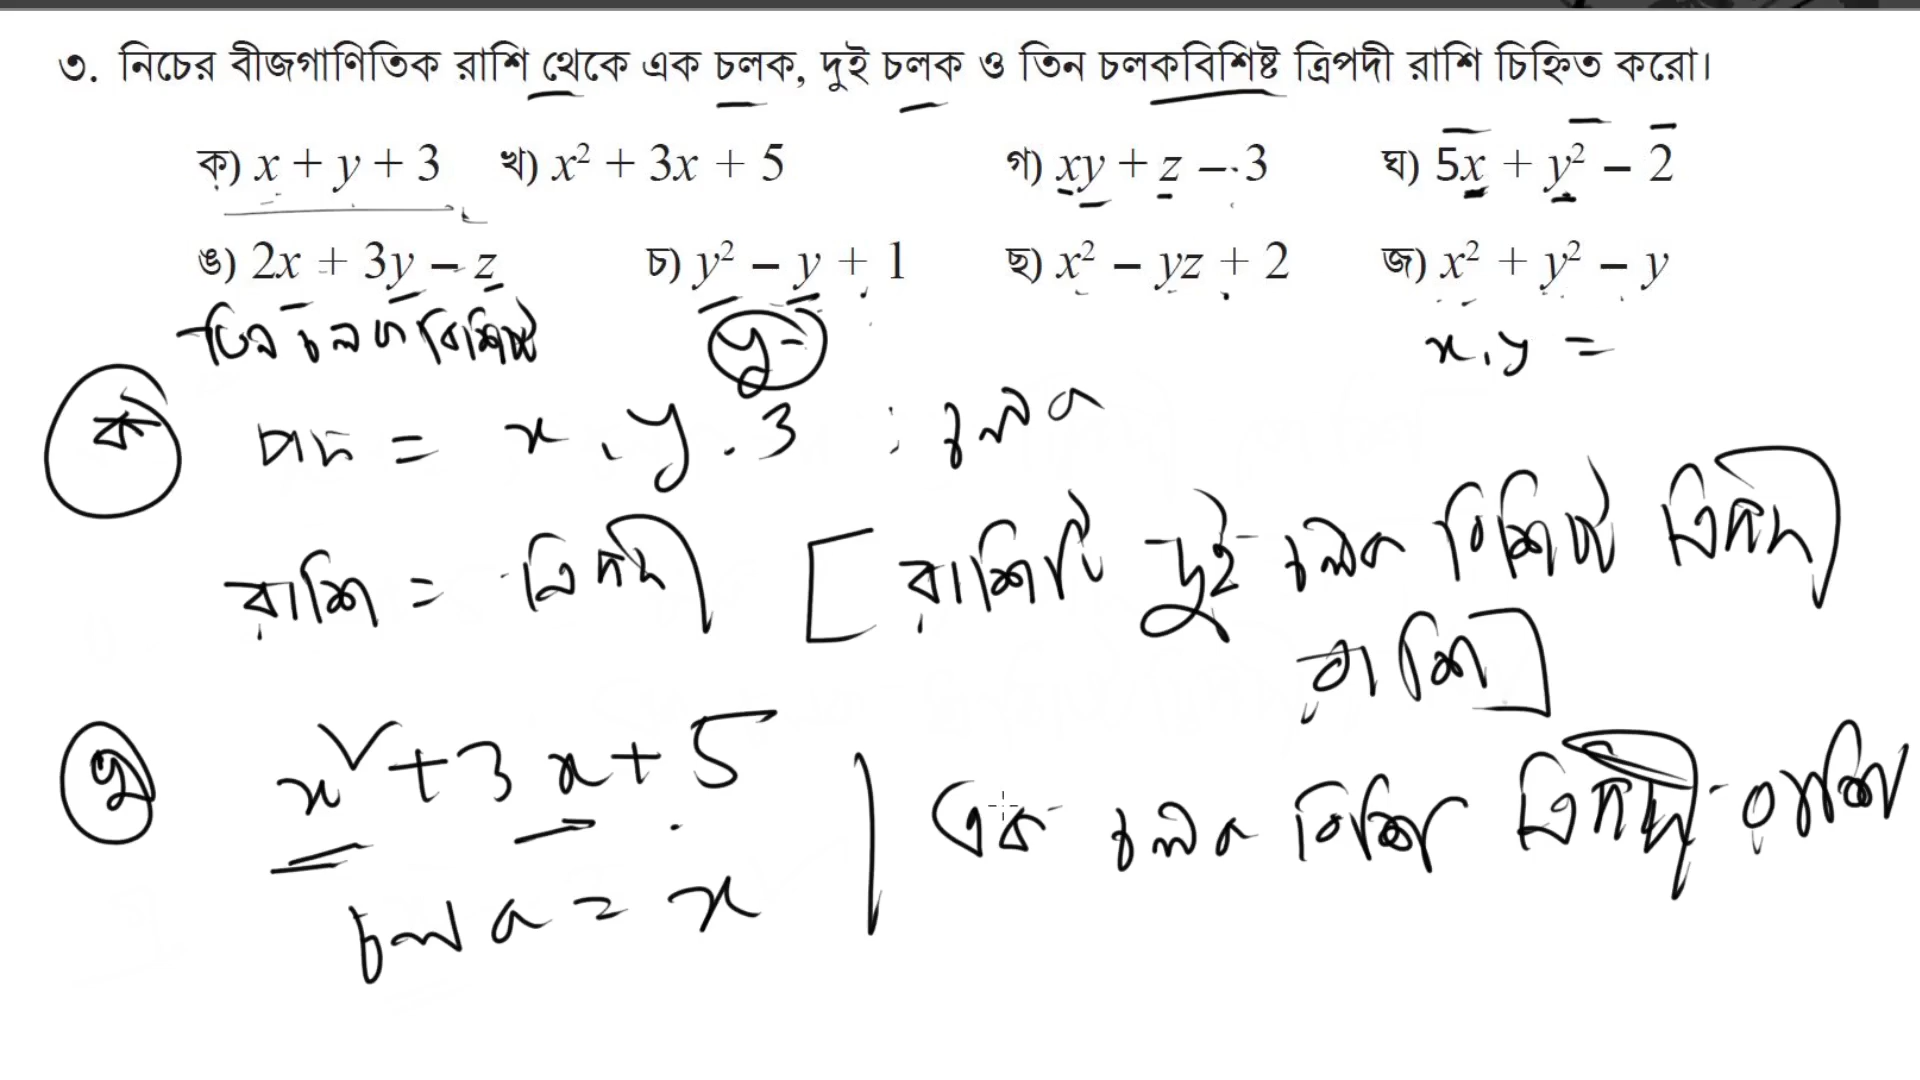 ৩. নিচের বীজগাণিতিক রাশি থেকে এক চলক, দুই চলক ও তিন চলকবিশিষ্ট ত্রিপদী রাশি চিহ্নিত করো।
ক) x + y + 3 খ) x² + 3x + 5 গ) xy + z – 3 ঘ) 5x + y² – 2
ঙ) 2x + 3y – z চ) y² – y + 1 ছ) x² – yz + 2 জ) x² + y² – y
তিন চলক বিশিষ্ট y x, y =
ক পদ = x, y, 3 : চলক
রাশি = ত্রিপদী [রাশিটি দুই চলক বিশিষ্ট ত্রিপদী
রাশি]
খ x² + 3x + 5 | এক চলক ত্রিপদী রাশি
চলক = x